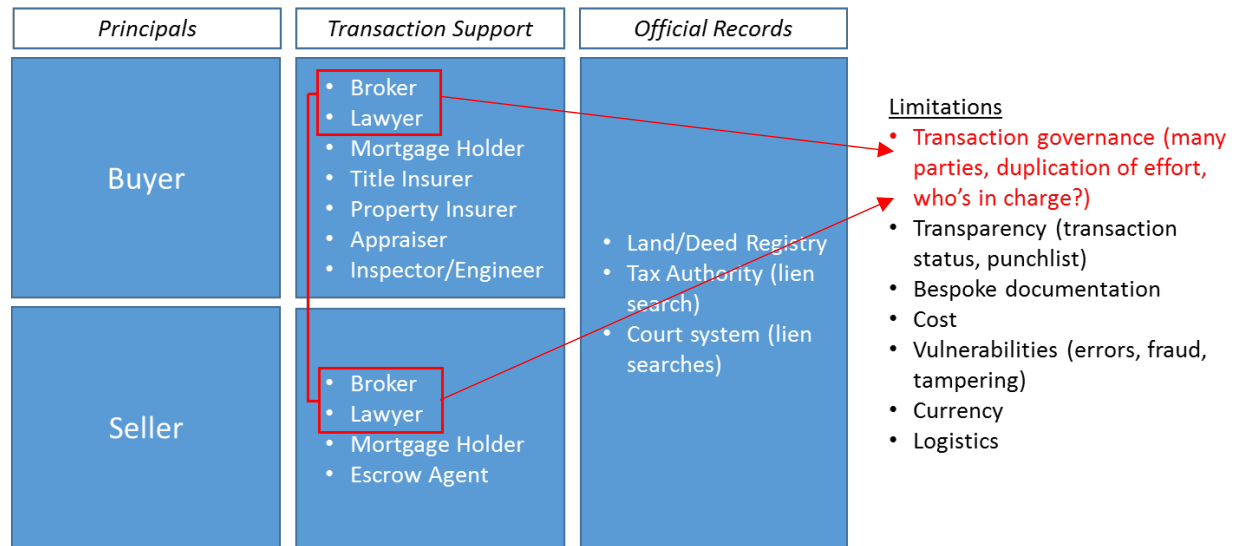 Principals
Transaction Support
Official Records
Buyer
• Broker
• Lawyer
• Mortgage Holder
• Title Insurer
• Property Insurer
• Appraiser
• Inspector/Engineer
Seller
• Broker
• Lawyer
• Mortgage Holder
• Escrow Agent
• Land/Deed Registry
• Tax Authority (lien
search)
• Court system (lien
searches)
Limitations
• Transaction governance (many
parties, duplication of effort,
who's in charge?)
• Transparency (transaction
status, punchlist)
• Bespoke documentation
• Cost
• Vulnerabilities (errors, fraud,
tampering)
• Currency
• Logistics